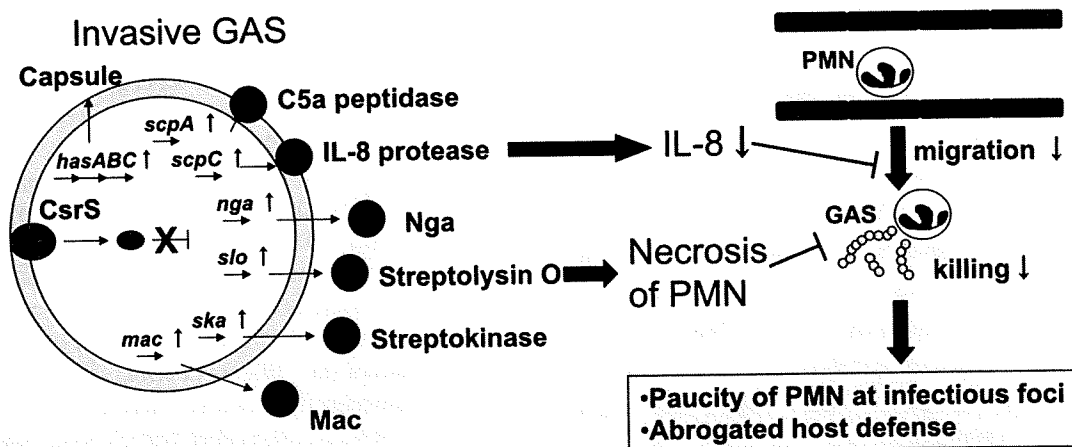 Invasive GAS
Capsule
C5a peptidase
scpA ↑
hasABC ↑
scpC ↑
IL-8 protease
IL-8 ↓
PMN
migration ↓
CsrS
X
nga ↑
Nga
slo ↑
Streptolysin O
Necrosis
of PMN
GAS
killing ↓
mac ↑
ska ↑
Streptokinase
Mac
•Paucity of PMN at infectious foci
•Abrogated host defense